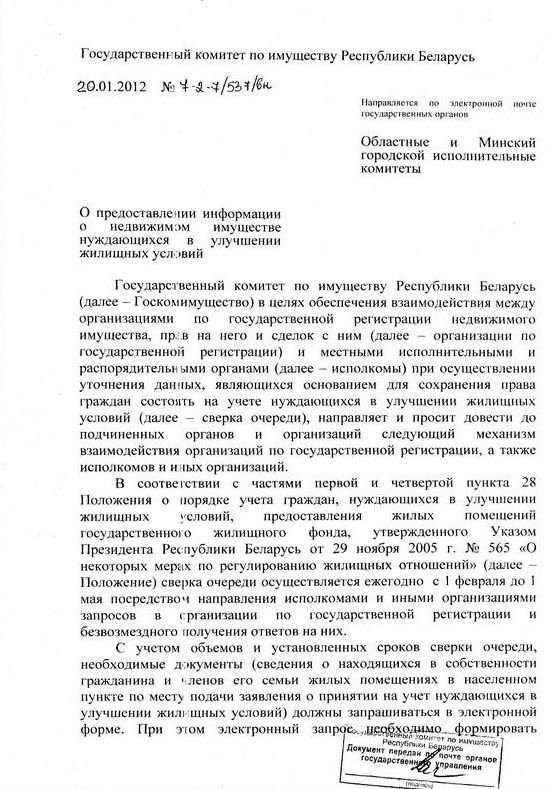 Государственный комитет по имуществу Республики Беларусь
20.01.2012 № 7-2-7/537/вн
Направляется по электронной почте
государственных органов
Областные и Минский
городской исполнительные
комитеты
О предоставлении информации
о недвижимом имуществе
нуждающихся в улучшении
жилищных условий
Государственный комитет по имуществу Республики Беларусь
(далее – Госкомимущество) в целях обеспечения взаимодействия между
организациями по государственной регистрации недвижимого
имущества, прав на него и сделок с ним (далее – организации по
государственной регистрации) и местными исполнительными и
распорядительными органами (далее – исполкомы) при осуществлении
уточнения данных, являющихся основанием для сохранения права
граждан состоять на учете нуждающихся в улучшении жилищных
условий (далее – сверка очереди), направляет и просит довести до
подчиненных органов и организаций следующий механизм
взаимодействия организаций по государственной регистрации, а также
исполкомов и иных организаций.
В соответствии с частями первой и четвертой пункта 28
Положения о порядке учета граждан, нуждающихся в улучшении
жилищных условий, предоставления жилых помещений
государственного жилищного фонда, утвержденного Указом
Президента Республики Беларусь от 29 ноября 2005 г. № 565 «О
некоторых мерах по регулированию жилищных отношений» (далее –
Положение) сверка очереди осуществляется ежегодно с 1 февраля до 1
мая посредством направления исполкомами и иными организациями
запросов в организации по государственной регистрации и
безвозмездного получения ответов на них.
С учетом объемов и установленных сроков сверки очереди,
необходимые документы (сведения о находящихся в собственности
гражданина и членов его семьи жилых помещениях в населенном
пункте по месту подачи заявления о принятии на учет нуждающихся в
улучшении жилищных условий) должны запрашиваться в электронной
форме. При этом электронный запрос необходимо формировать
Государственный комитет по имуществу
Республики Беларусь
Документ передан по почте органов
государственного управления
(подпись)